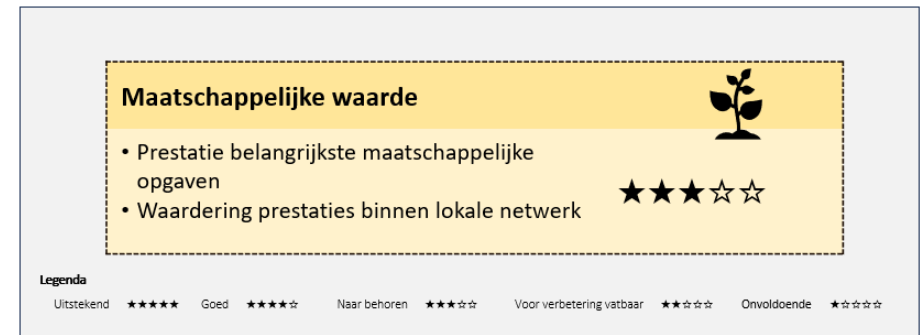 Maatschappelijke waarde
• Prestatie belangrijkste maatschappelijke
opgaven
• Waardering prestaties binnen lokale netwerk
★★★☆☆
Legenda
Uitstekend ★★★★★ Goed ★★★★☆ Naar behoren ★★★☆☆ Voor verbetering vatbaar ★★☆☆☆ Onvoldoende ★☆☆☆☆